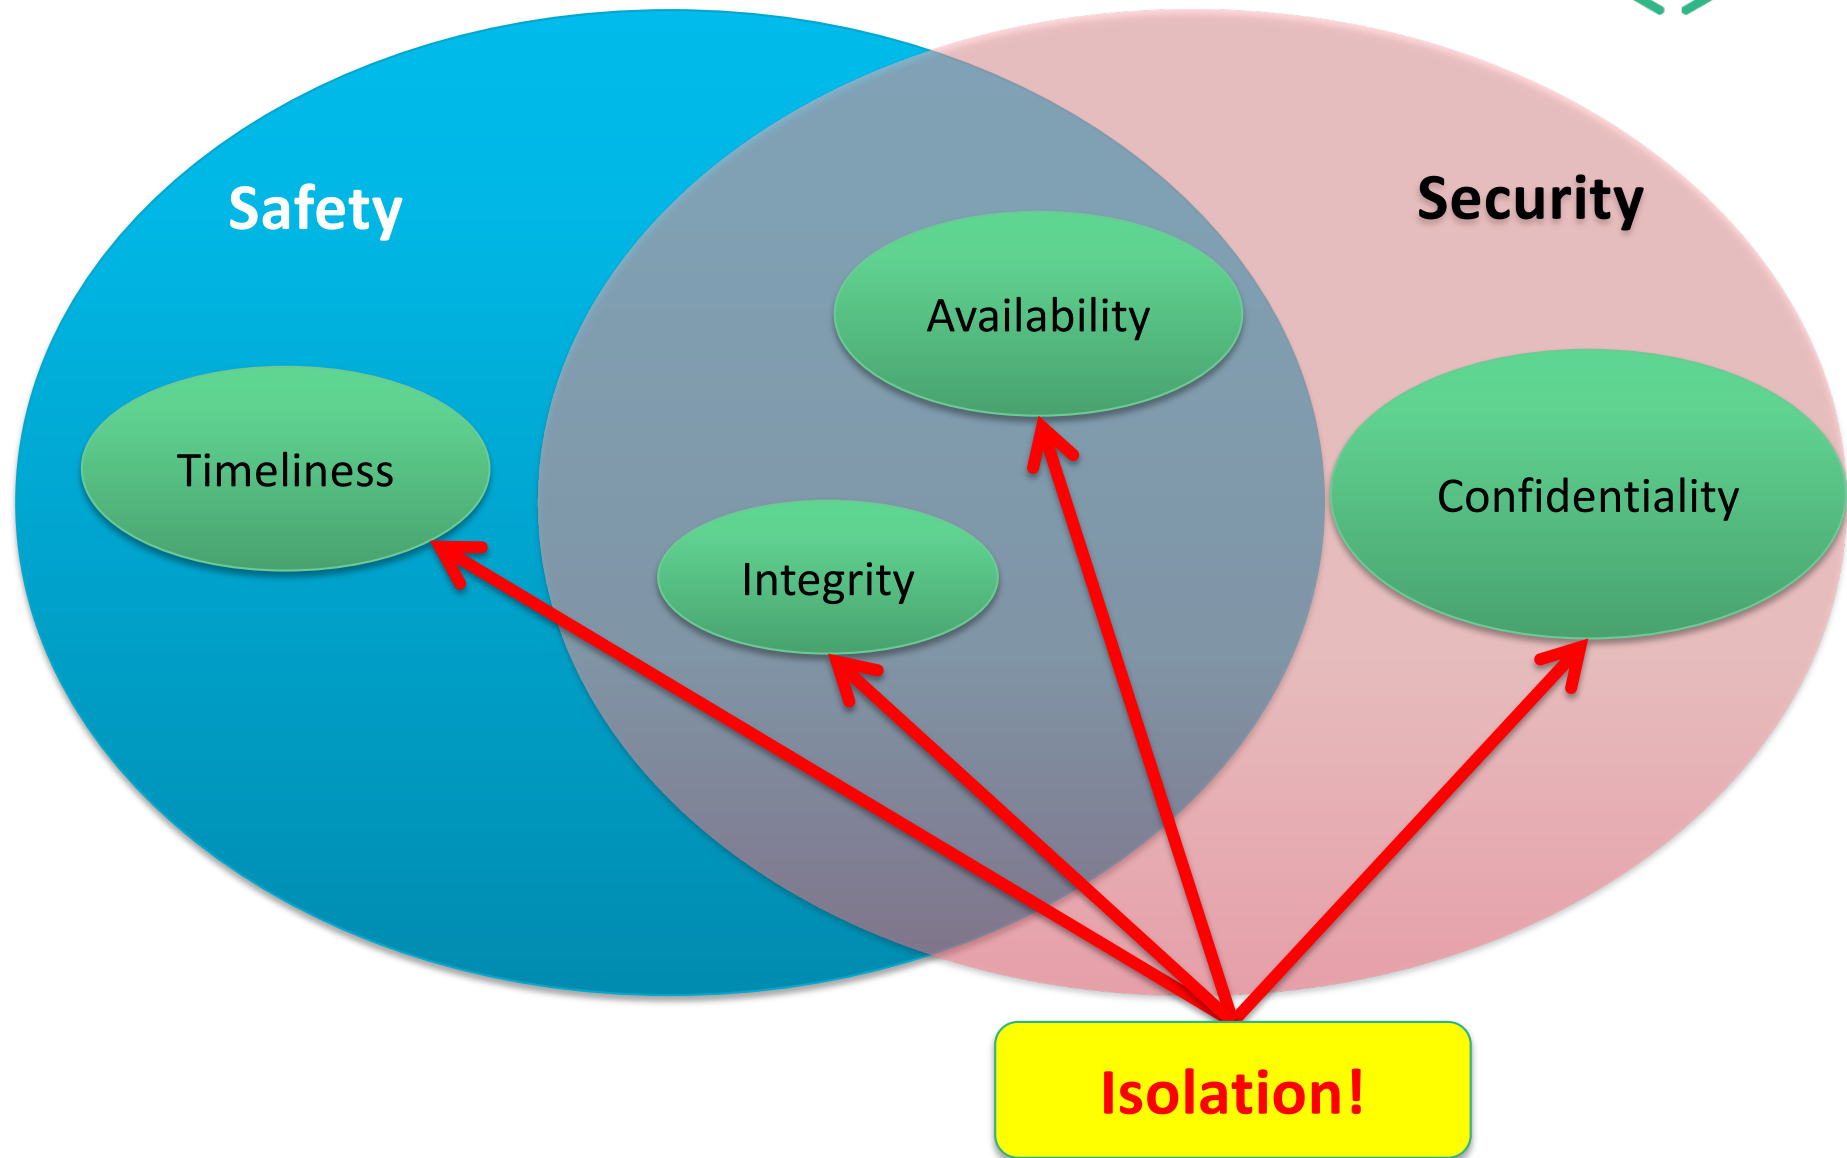 Safety
Security
Availability
Timeliness
Confidentiality
Integrity
Isolation!